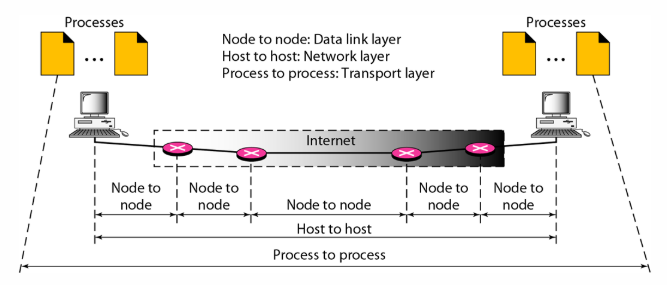 Processes
Processes
Node to node: Data link layer
Host to host: Network layer
Process to process: Transport layer
...
...
Internet
Node to
node
Node to
node
Node to node
Node to
node
Node to
node
Host to host
Process to process